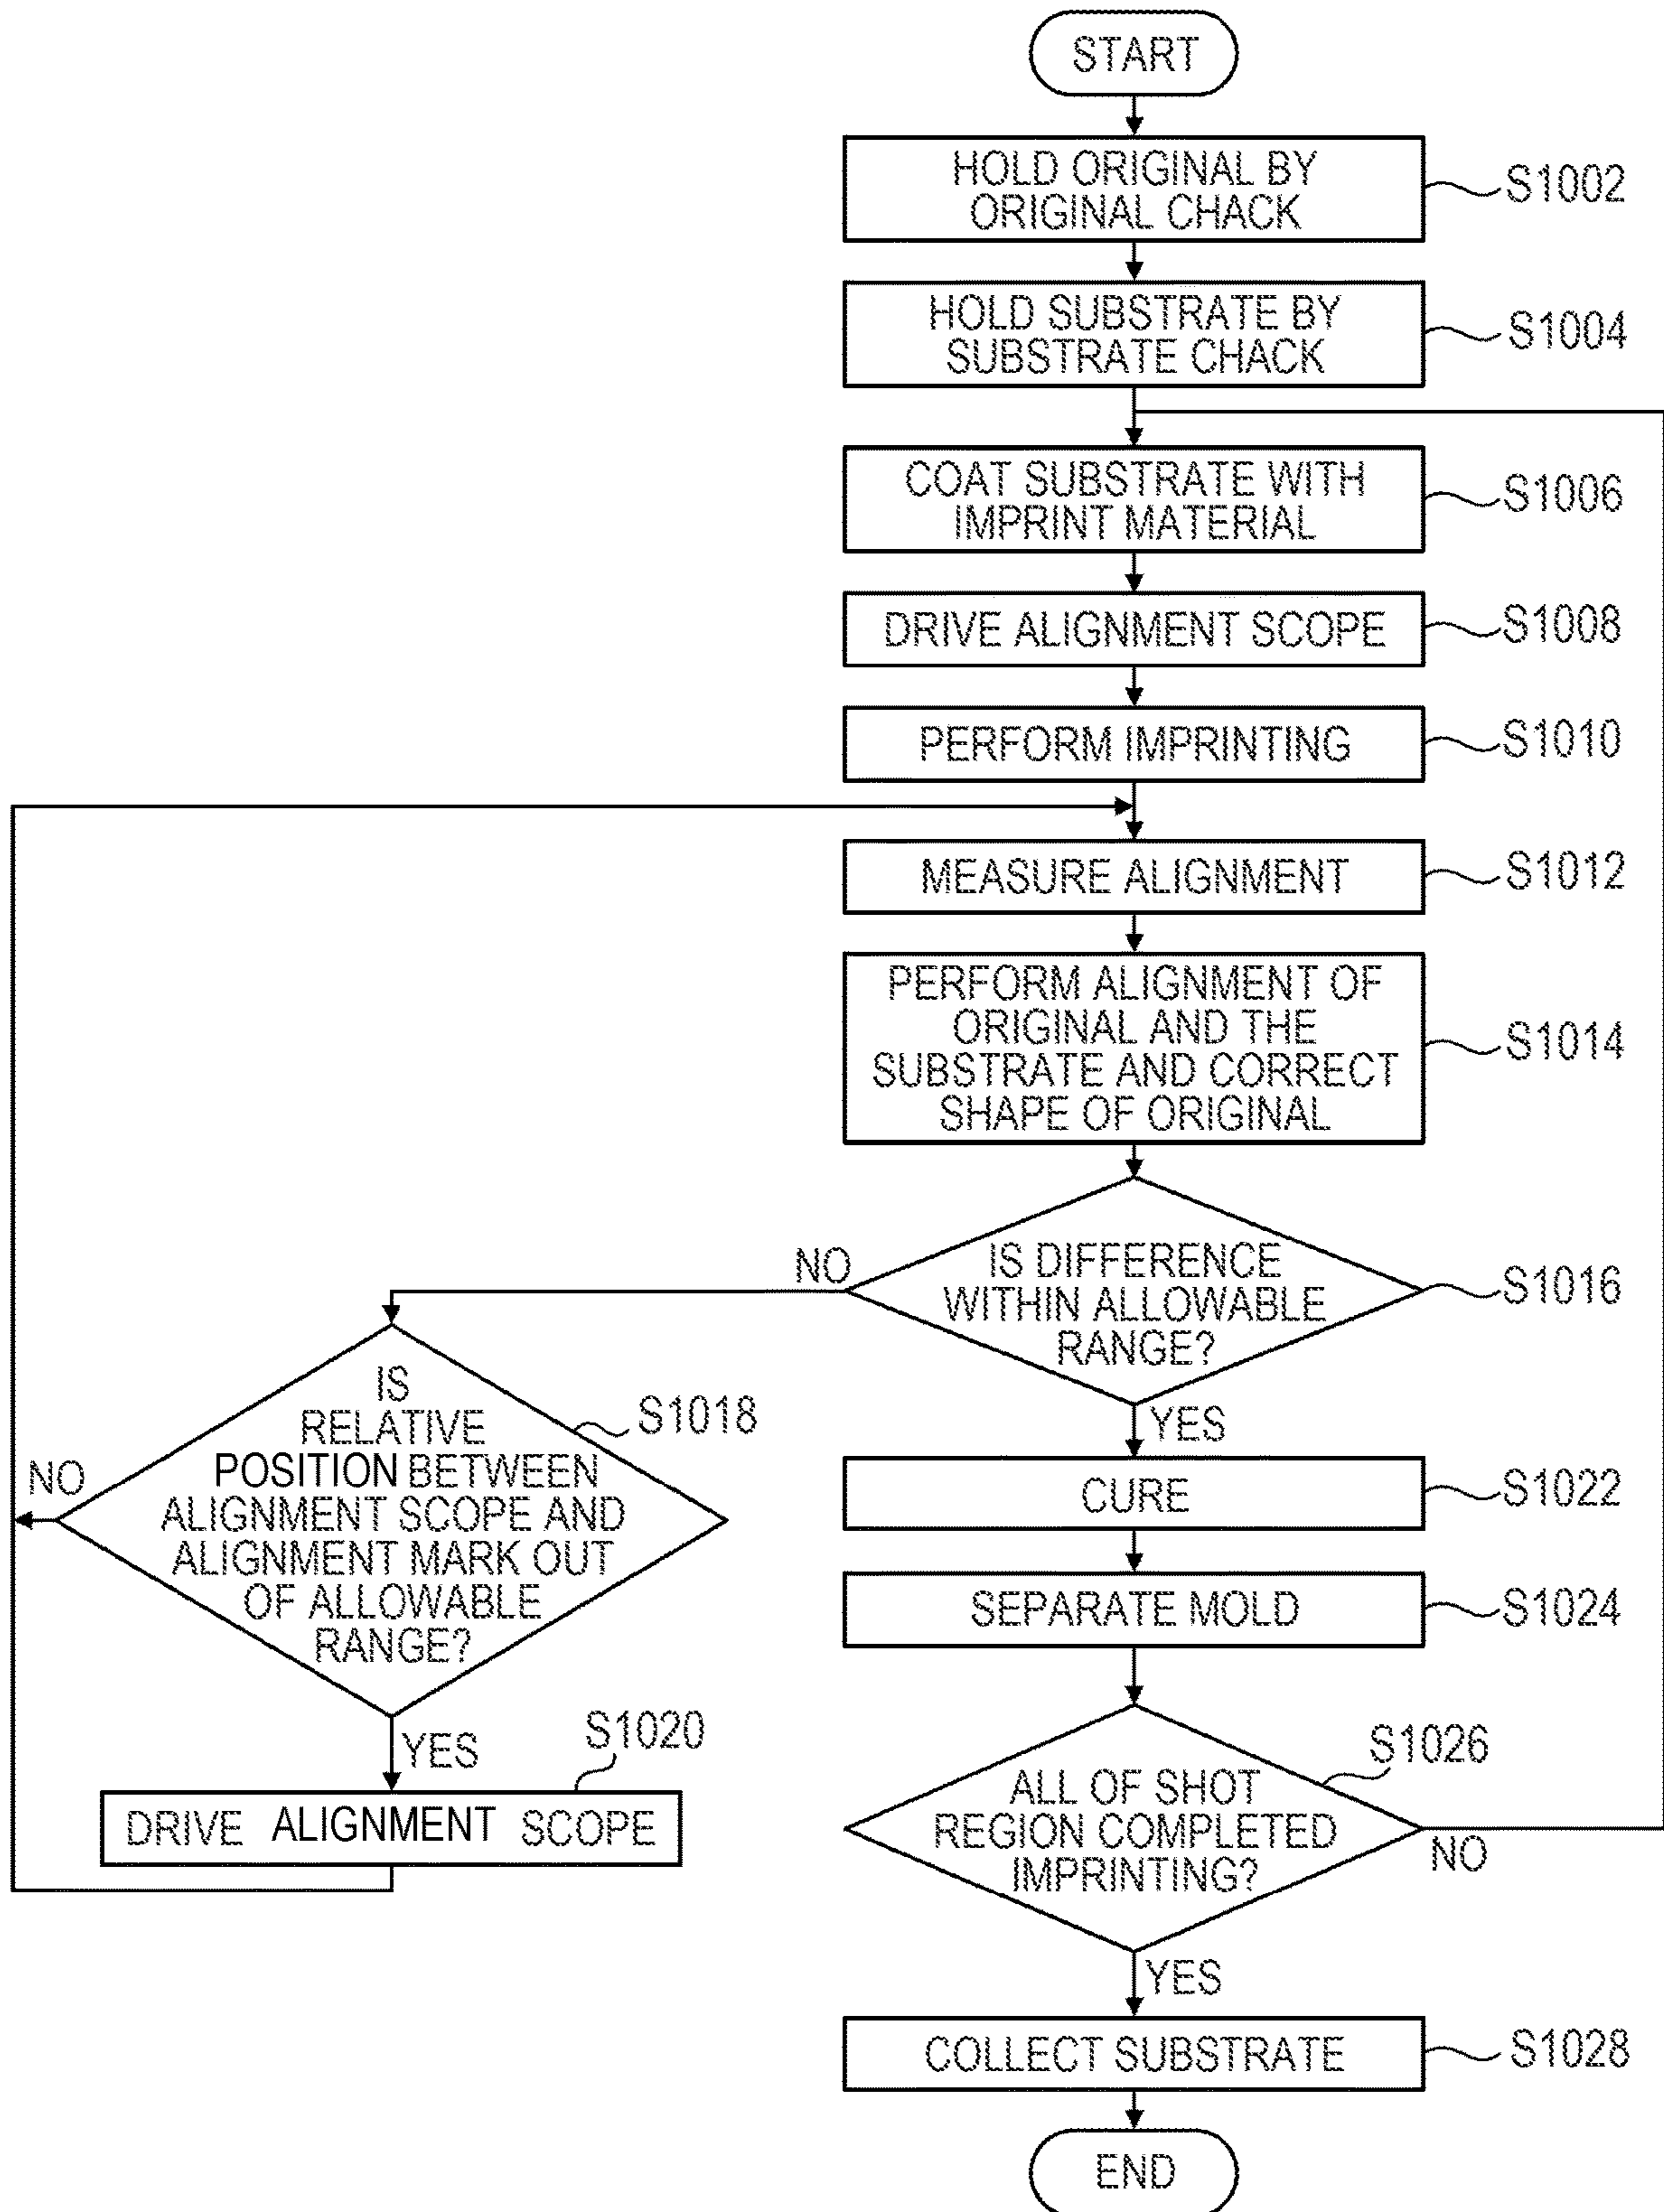 START
HOLD ORIGINAL BY
ORIGINAL CHACK
S1002
HOLD SUBSTRATE BY
SUBSTRATE CHACK
S1004
COAT SUBSTRATE WITH
IMPRINT MATERIAL
S1006
DRIVE ALIGNMENT SCOPE
S1008
PERFORM IMPRINTING
S1010
MEASURE ALIGNMENT
S1012
PERFORM ALIGNMENT OF
ORIGINAL AND THE
SUBSTRATE AND CORRECT
SHAPE OF ORIGINAL
S1014
IS DIFFERENCE
WITHIN ALLOWABLE
RANGE?
S1016
NO
YES
IS
RELATIVE
POSITION BETWEEN
ALIGNMENT SCOPE AND
ALIGNMENT MARK OUT
OF ALLOWABLE
RANGE?
S1018
NO
YES
DRIVE ALIGNMENT SCOPE
S1020
CURE
S1022
SEPARATE MOLD
S1024
ALL OF SHOT
REGION COMPLETED
IMPRINTING?
S1026
NO
YES
COLLECT SUBSTRATE
S1028
END